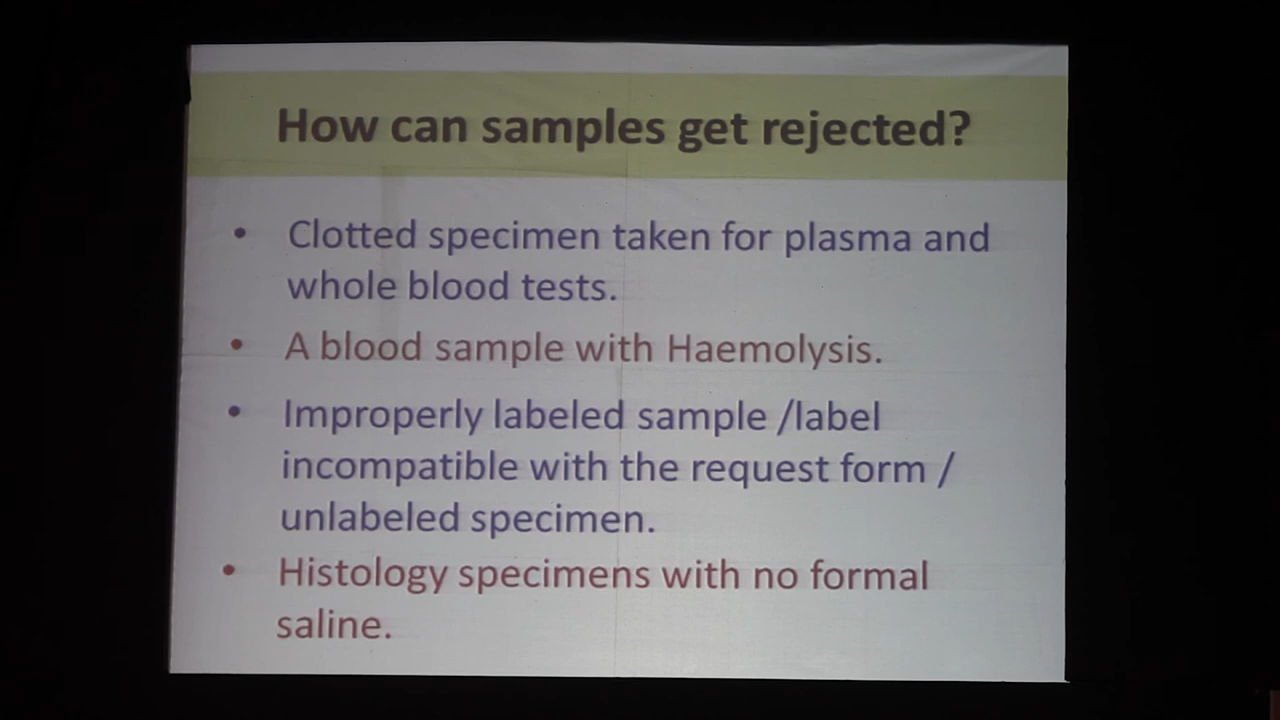 How can samples get rejected?
• Clotted specimen taken for plasma and
whole blood tests.
• A blood sample with Haemolysis.
• Improperly labeled sample /label
incompatible with the request form /
unlabeled specimen.
• Histology specimens with no formal
saline.